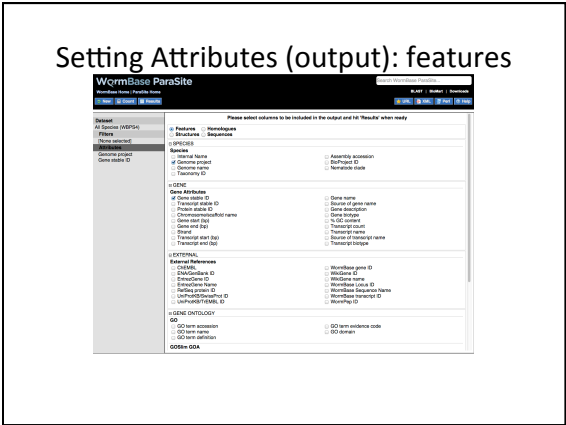 Setting Attributes (output): features
WormBase ParaSite
Search WormBase ParaSite...
WormBase Home | ParaSite Home
BLAST | BioMart | Downloads
New Count Results
URL XML Perl Help
Please select columns to be included in the output and hit 'Results' when ready
Dataset
All Species (WBPS4)
Filters
[None selected]
Attributes
Genome project
Gene stable ID
Features Homologues
Structures Sequences
SPECIES
Species
Internal Name
Genome project
Genome name
Taxonomy ID
Assembly accession
BioProject ID
Nematode clade
GENE
Gene Attributes
Gene stable ID
Transcript stable ID
Protein stable ID
Chromosome/scaffold name
Gene start (bp)
Gene end (bp)
Strand
Transcript start (bp)
Transcript end (bp)
Gene name
Source of gene name
Gene description
Gene biotype
% GC content
Transcript count
Transcript name
Source of transcript name
Transcript biotype
EXTERNAL
External References
ChEMBL
ENA/GenBank ID
EntrezGene ID
EntrezGene Name
RefSeq protein ID
UniProtKB/SwissProt ID
UniProtKB/TrEMBL ID
WormBase gene ID
WikiGene ID
WikiGene name
WormBase Locus ID
WormBase Sequence Name
WormBase transcript ID
WormPep ID
GENE ONTOLOGY
GO
GO term accession
GO term name
GO term definition
GO term evidence code
GO domain
GOSlim GOA